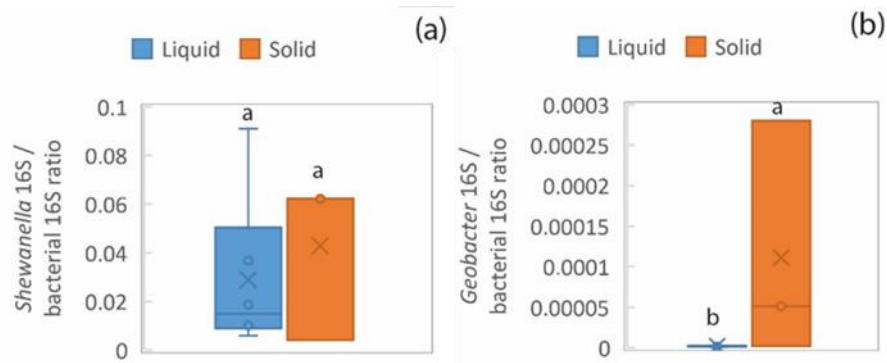 (a)
Liquid Solid
Shewanella 16S /
bacterial 16S ratio
0.1
0.08
0.06
0.04
0.02
0
a
a
(b)
Liquid Solid
Geobacter 16S /
bacterial 16S ratio
0.0003
0.00025
0.0002
0.00015
0.0001
0.00005
0
a
b